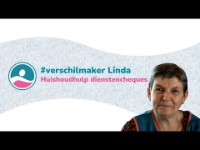 #verschilmaker Linda
Huishoudhulp dienstencheques